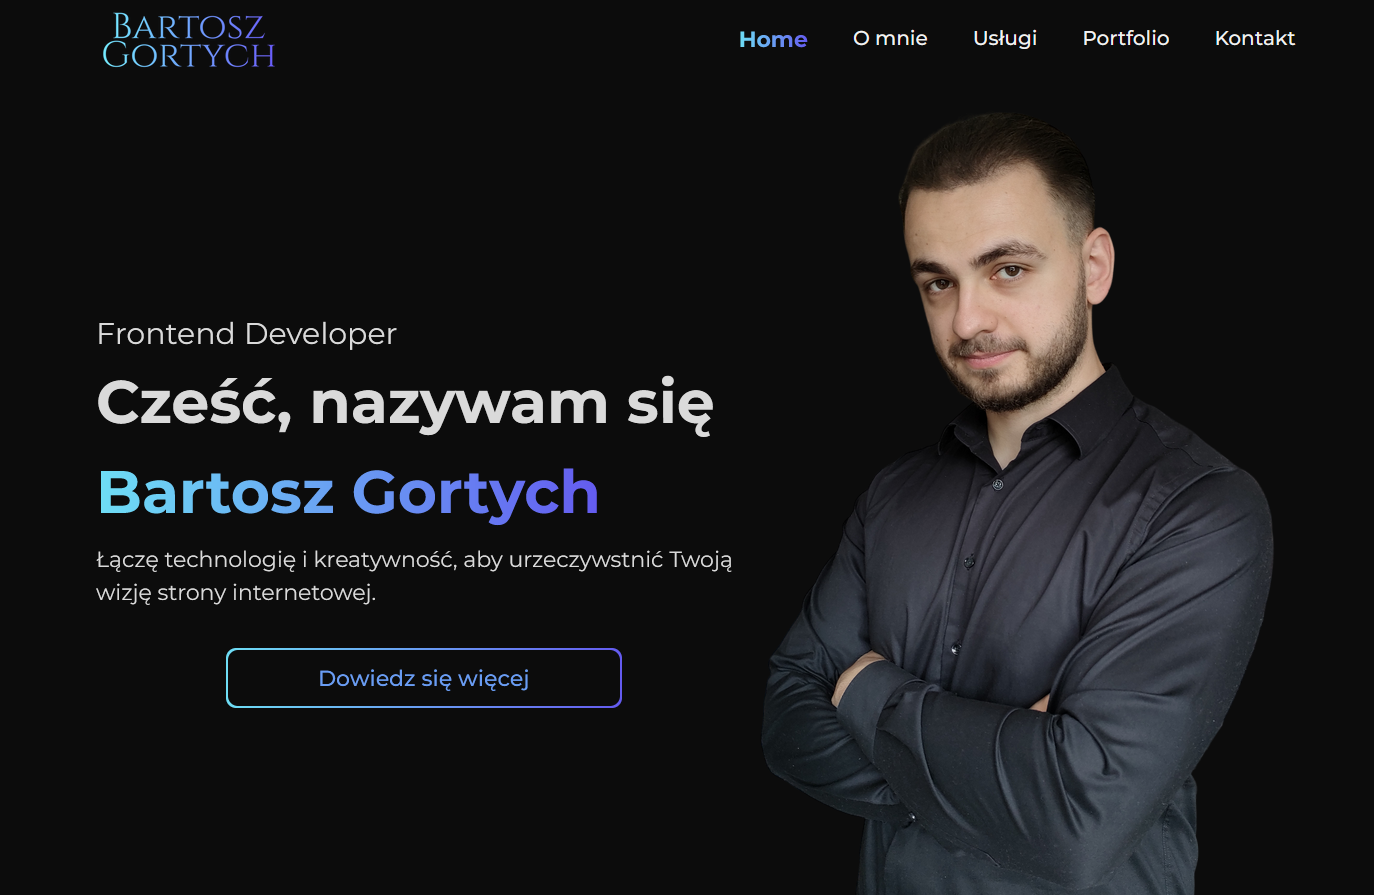 Bartosz
Gortych
Home O mnie Usługi Portfolio Kontakt
Frontend Developer
Cześć, nazywam się
Bartosz Gortych
Łączę technologię i kreatywność, aby urzeczywstnić Twoją
wizję strony internetowej.
Dowiedz się więcej